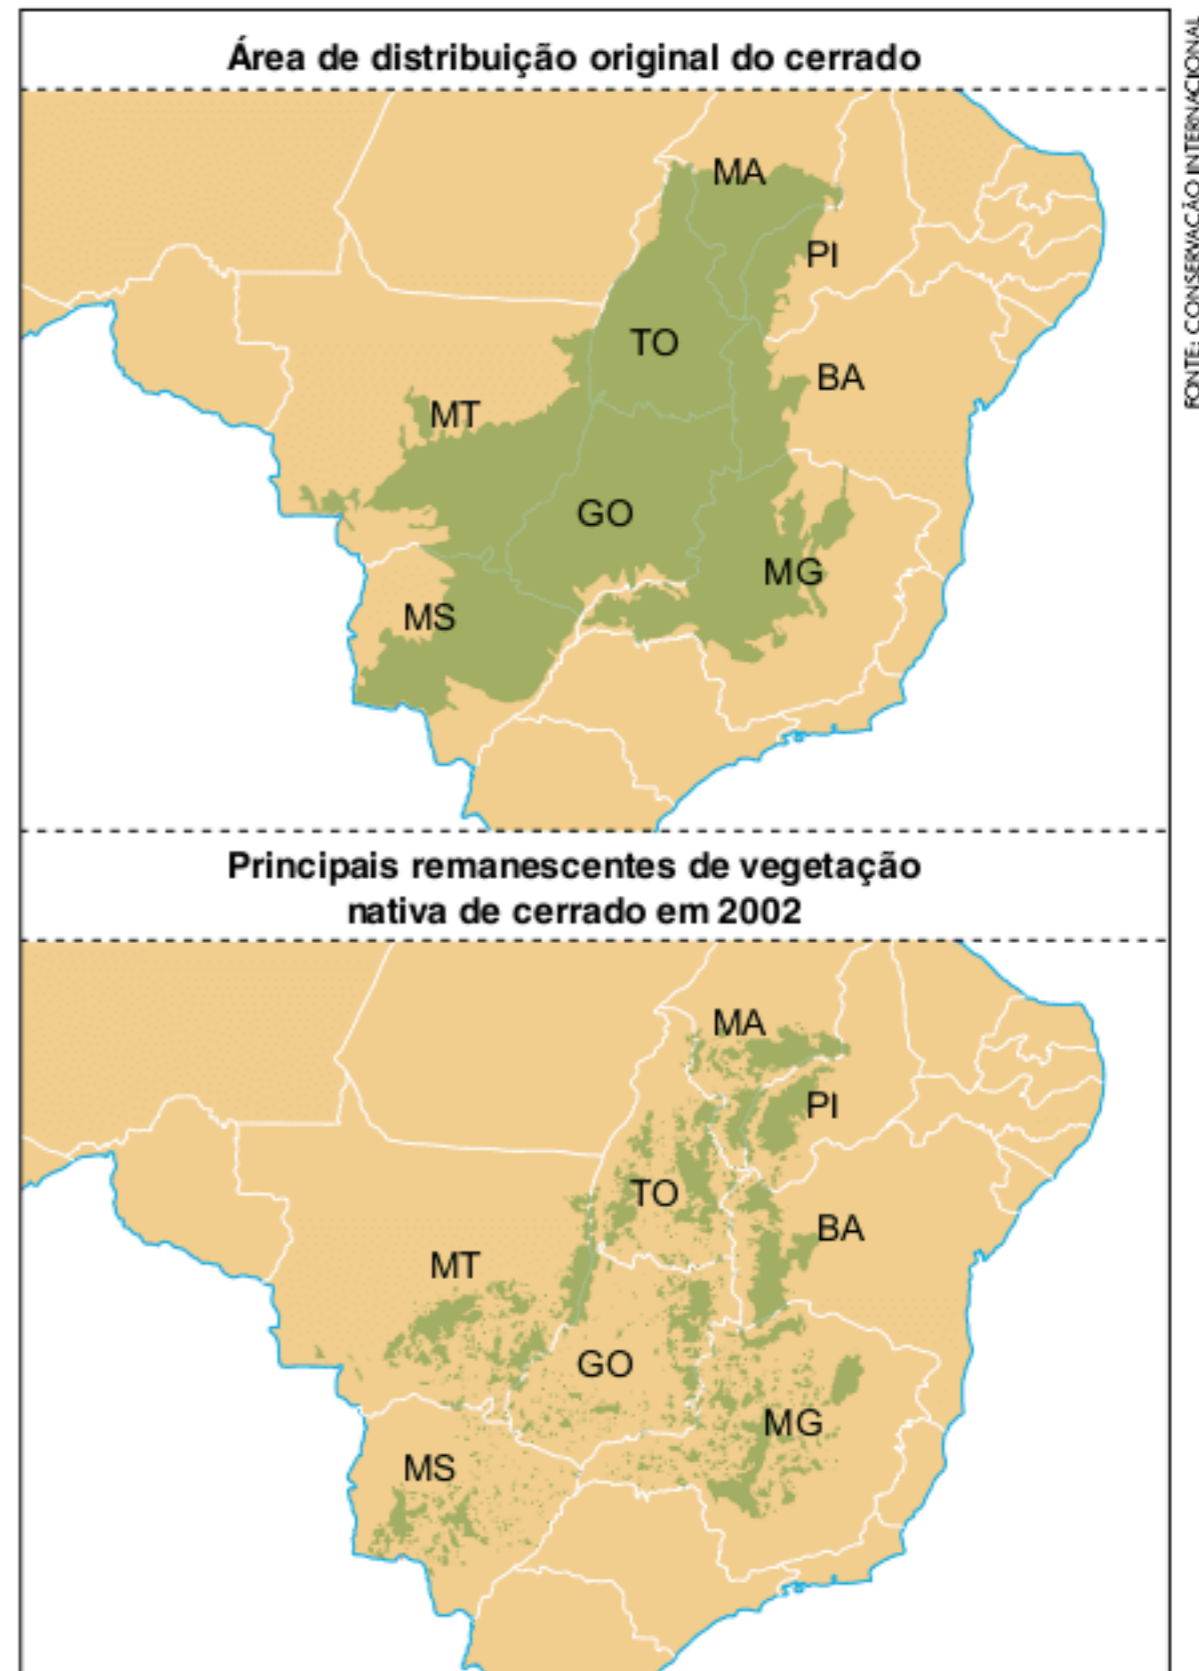 Área de distribuição original do cerrado
FONTE: CONSERVAÇÃO INTERNACIONAL
MA
PI
TO
BA
MT
GO
MG
MS
Principais remanescentes de vegetação
nativa de cerrado em 2002
MA
PI
TO
BA
MT
GO
MG
MS